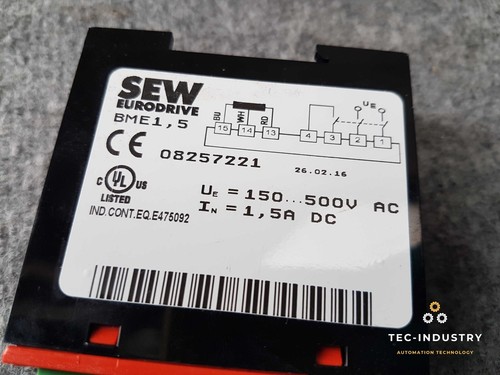 SEW
EURODRIVE
BME1,5
BU
WH
RD
UE
15
14
13
4
3
2
1
CE
08257221
26.02.16
C UL US
LISTED
IND.CONT.EQ.E475092
UE = 150...500V AC
IN = 1,5A DC
TEC-INDUSTRY
AUTOMATION TECHNOLOGY